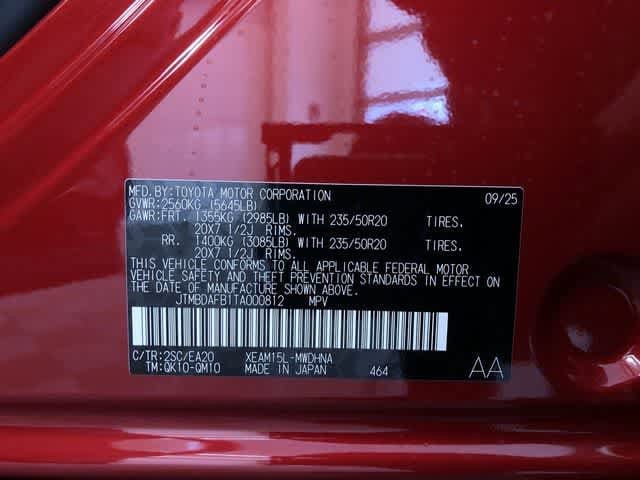 MFD.BY:TOYOTA MOTOR CORPORATION 09/25
GVWR:2560KG (5645LB)
GAWR:FRT. 1355KG (2985LB) WITH 235/50R20 TIRES.
20X7 1/2J RIMS.
RR. 1400KG (3085LB) WITH 235/50R20 TIRES.
20X7 1/2J RIMS.
THIS VEHICLE CONFORMS TO ALL APPLICABLE FEDERAL MOTOR
VEHICLE SAFETY AND THEFT PREVENTION STANDARDS IN EFFECT ON
THE DATE OF MANUFACTURE SHOWN ABOVE.
JTMBDAFB1TA000812 MPV
C/TR:2SC/EA20 XEAM15L-MWDHNA
TM:QK10-QM10 MADE IN JAPAN 464 AA